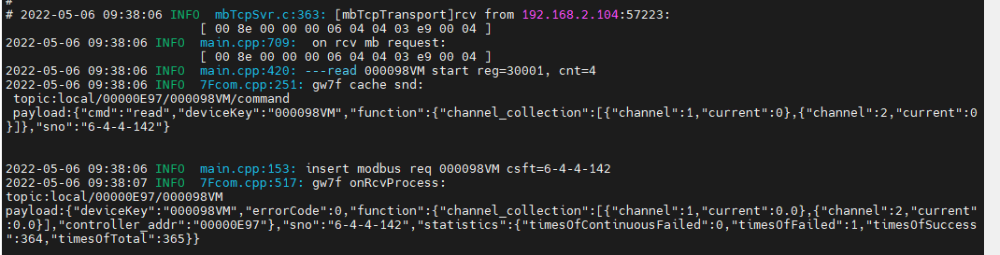 #
# 2022-05-06 09:38:06 INFO  mbTcpSvr.c:363: [mbTcpTransport]rcv from 192.168.2.104:57223:
[ 00 8e 00 00 00 06 04 04 03 e9 00 04 ]
2022-05-06 09:38:06 INFO  main.cpp:709:  on rcv mb request:
[ 00 8e 00 00 00 06 04 04 03 e9 00 04 ]
2022-05-06 09:38:06 INFO  main.cpp:420: ---read 000098VM start reg=30001, cnt=4
2022-05-06 09:38:06 INFO  7Fcom.cpp:251: gw7f cache snd:
topic:local/00000E97/000098VM/command
payload:{"cmd":"read","deviceKey":"000098VM","function":{"channel_collection":[{"channel":1,"current":0},{"channel":2,"current":0
}]},"sno":"6-4-4-142"}
2022-05-06 09:38:06 INFO  main.cpp:153: insert modbus req 000098VM csft=6-4-4-142
2022-05-06 09:38:07 INFO  7Fcom.cpp:517: gw7f onRcvProcess:
topic:local/00000E97/000098VM
payload:{"deviceKey":"000098VM","errorCode":0,"function":{"channel_collection":[{"channel":1,"current":0.0},{"channel":2,"current"
:0.0}],"controller_addr":"00000E97"},"sno":"6-4-4-142","statistics":{"timesOfContinuousFailed":0,"timesOfFailed":1,"timesOfSuccess"
:364,"timesOfTotal":365}}